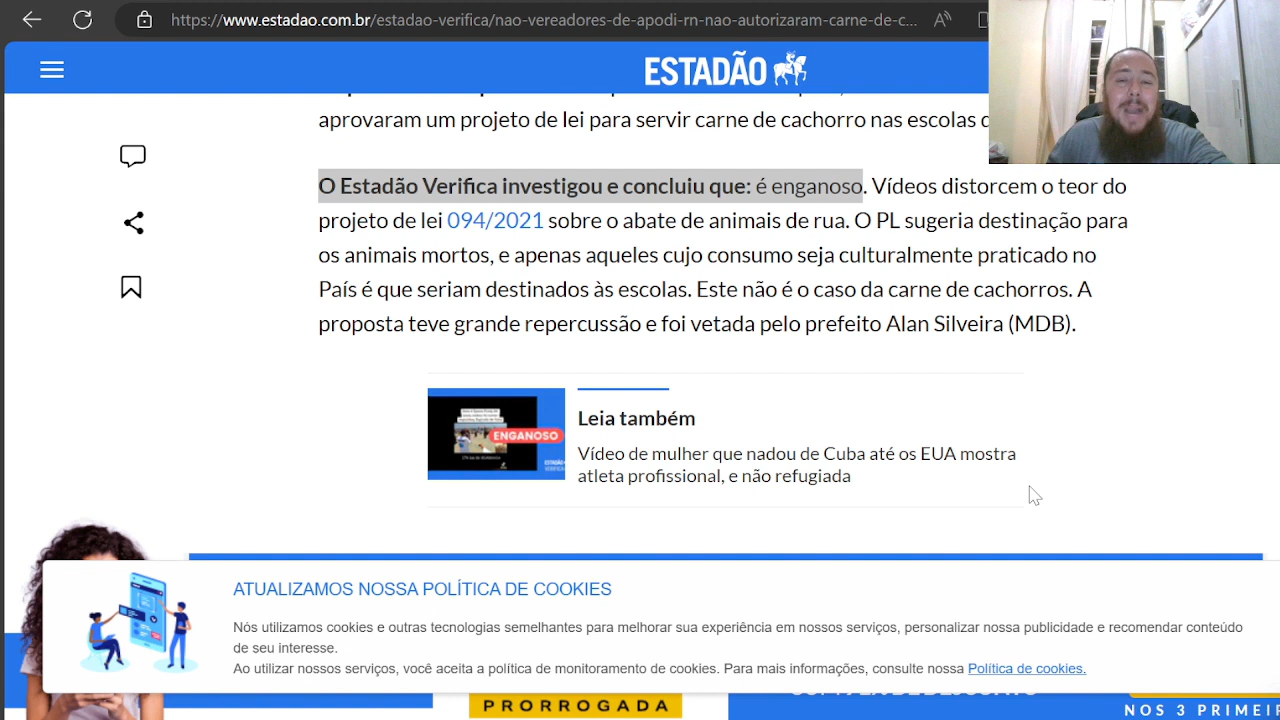 https://www.estadao.com.br/estadao-verifica/nao-vereadores-de-apodi-rn-nao-autorizaram-carne-de-c...
ESTADÃO
aprovaram um projeto de lei para servir carne de cachorro nas escolas
O Estadão Verifica investigou e concluiu que: é enganoso. Vídeos distorcem o teor do
projeto de lei 094/2021 sobre o abate de animais de rua. O PL sugeria destinação para
os animais mortos, e apenas aqueles cujo consumo seja culturalmente praticado no
País é que seriam destinados às escolas. Este não é o caso da carne de cachorros. A
proposta teve grande repercussão e foi vetada pelo prefeito Alan Silveira (MDB).
ENGANOSO
Leia também
Vídeo de mulher que nadou de Cuba até os EUA mostra
atleta profissional, e não refugiada
ATUALIZAMOS NOSSA POLÍTICA DE COOKIES
Nós utilizamos cookies e outras tecnologias semelhantes para melhorar sua experiência em nossos serviços, personalizar nossa publicidade e recomendar conteúdo
de seu interesse.
Ao utilizar nossos serviços, você aceita a política de monitoramento de cookies. Para mais informações, consulte nossa Política de cookies.
PRORROGADA
NOS 3 PRIMEI